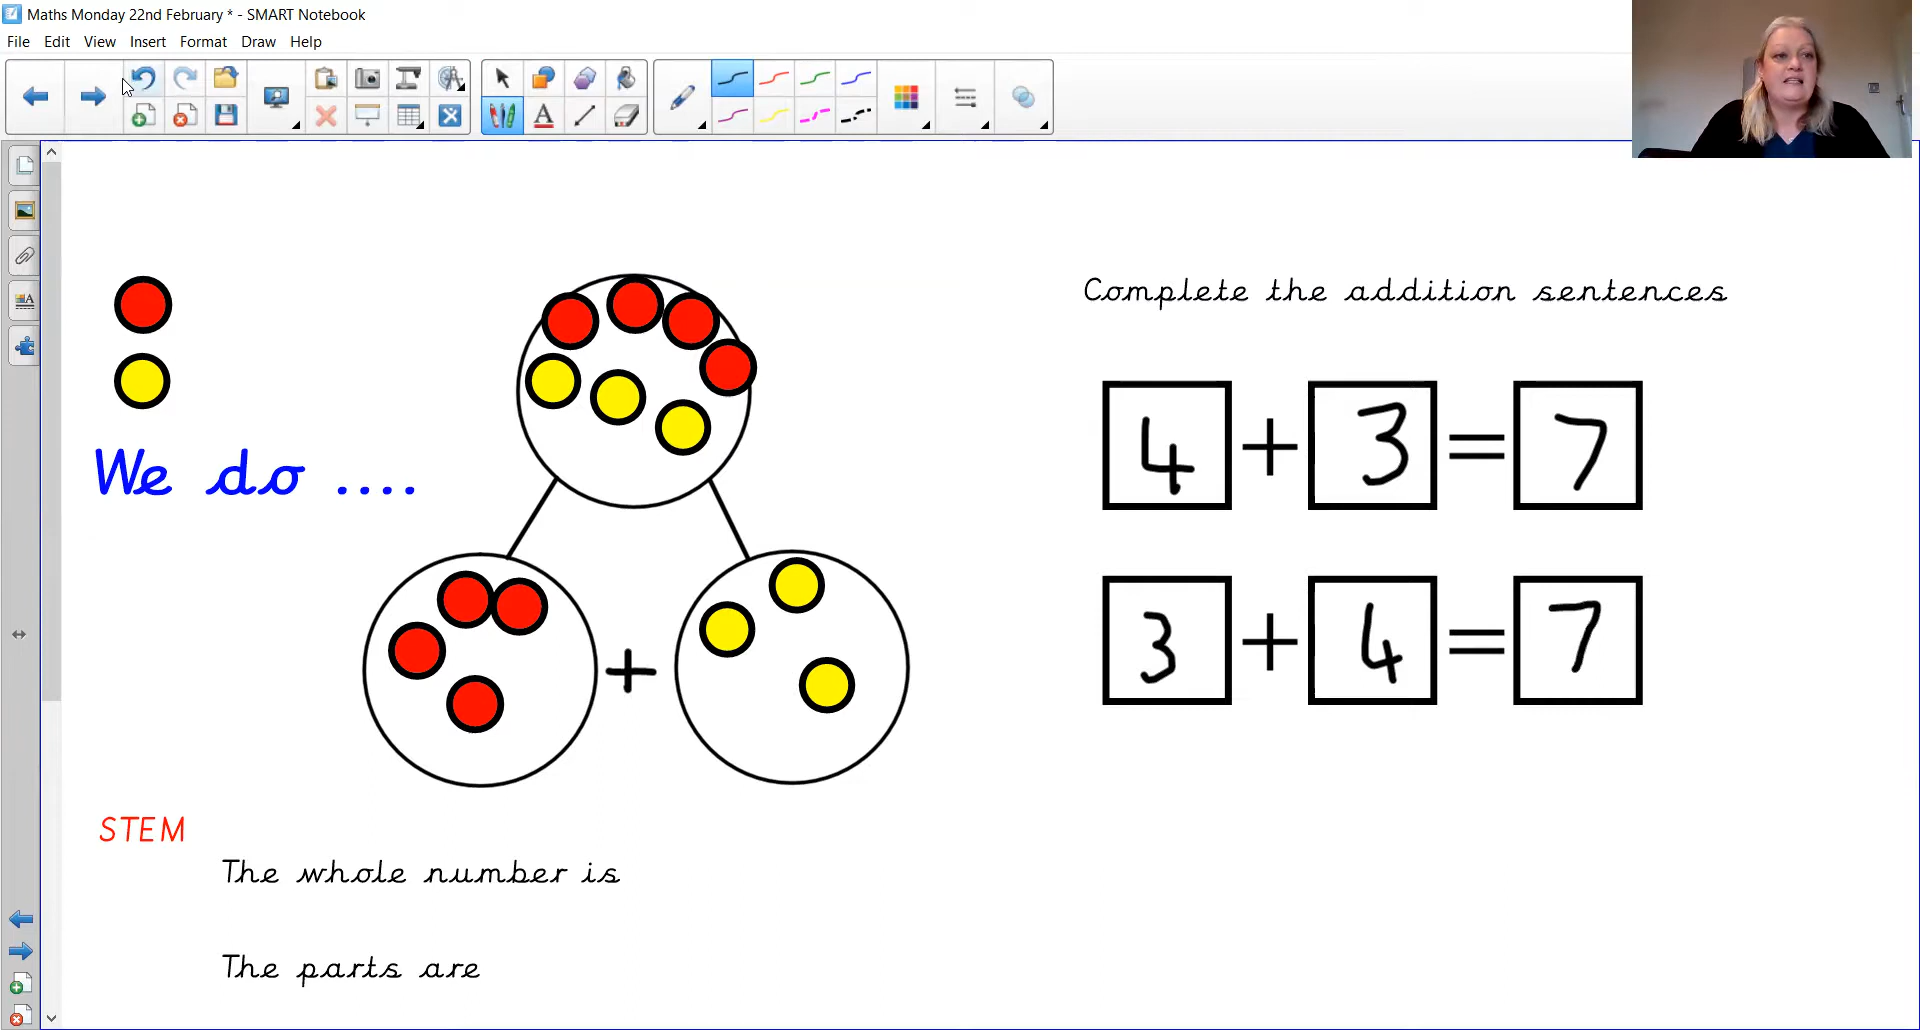 Maths Monday 22nd February * - SMART Notebook
File Edit View Insert Format Draw Help
Complete the addition sentences
4 + 3 = 7
We do ....
3 + 4 = 7
+
STEM
The whole number is
The parts are